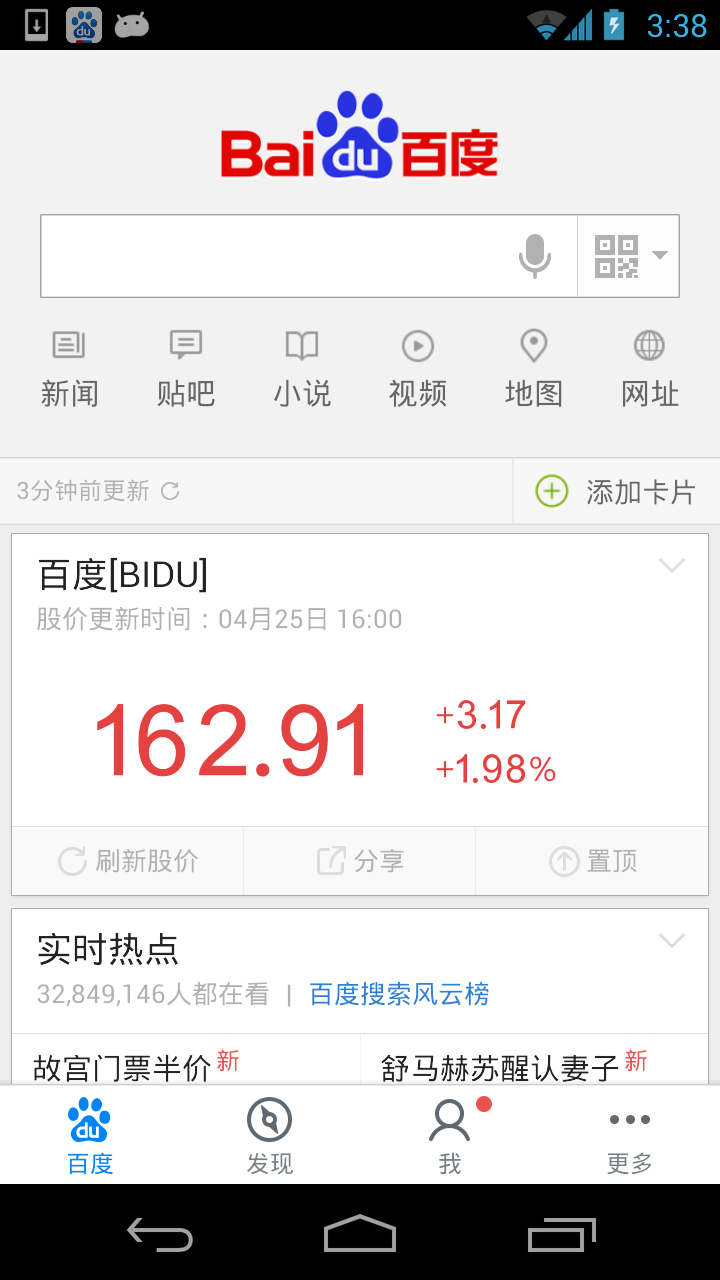 du
3:38
Bai du 百度
新闻 贴吧 小说 视频 地图 网址
3分钟前更新 添加卡片
百度[BIDU]
股价更新时间：04月25日 16:00
162.91
+3.17
+1.98%
刷新股价 分享 置顶
实时热点
32,849,146人都在看 | 百度搜索风云榜
故宫门票半价新 舒马赫苏醒认妻子新
du
百度 发现 我 更多